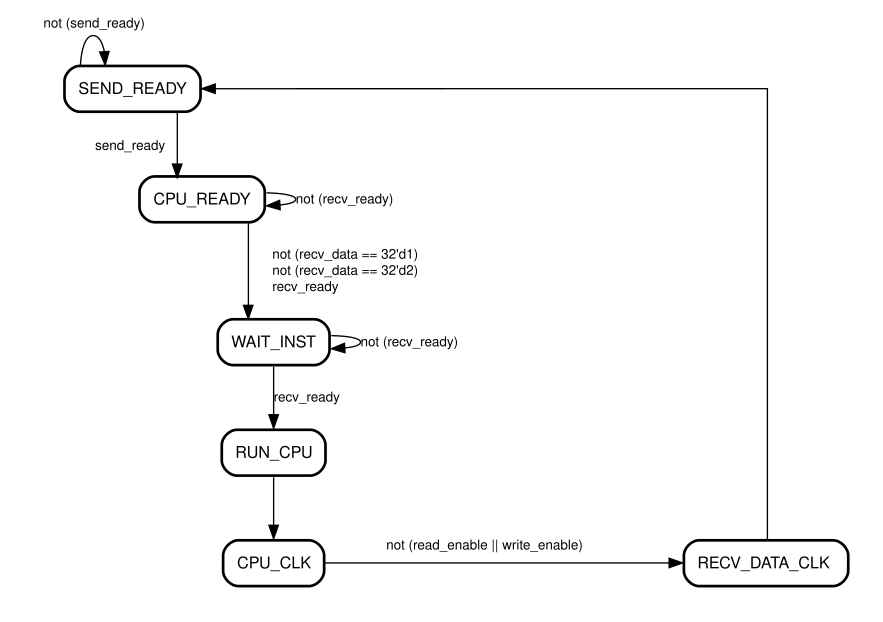 not (send_ready)
SEND_READY
send_ready
CPU_READY
not (recv_ready)
not (recv_data == 32'd1)
not (recv_data == 32'd2)
recv_ready
WAIT_INST
not (recv_ready)
recv_ready
RUN_CPU
not (read_enable || write_enable)
CPU_CLK
RECV_DATA_CLK